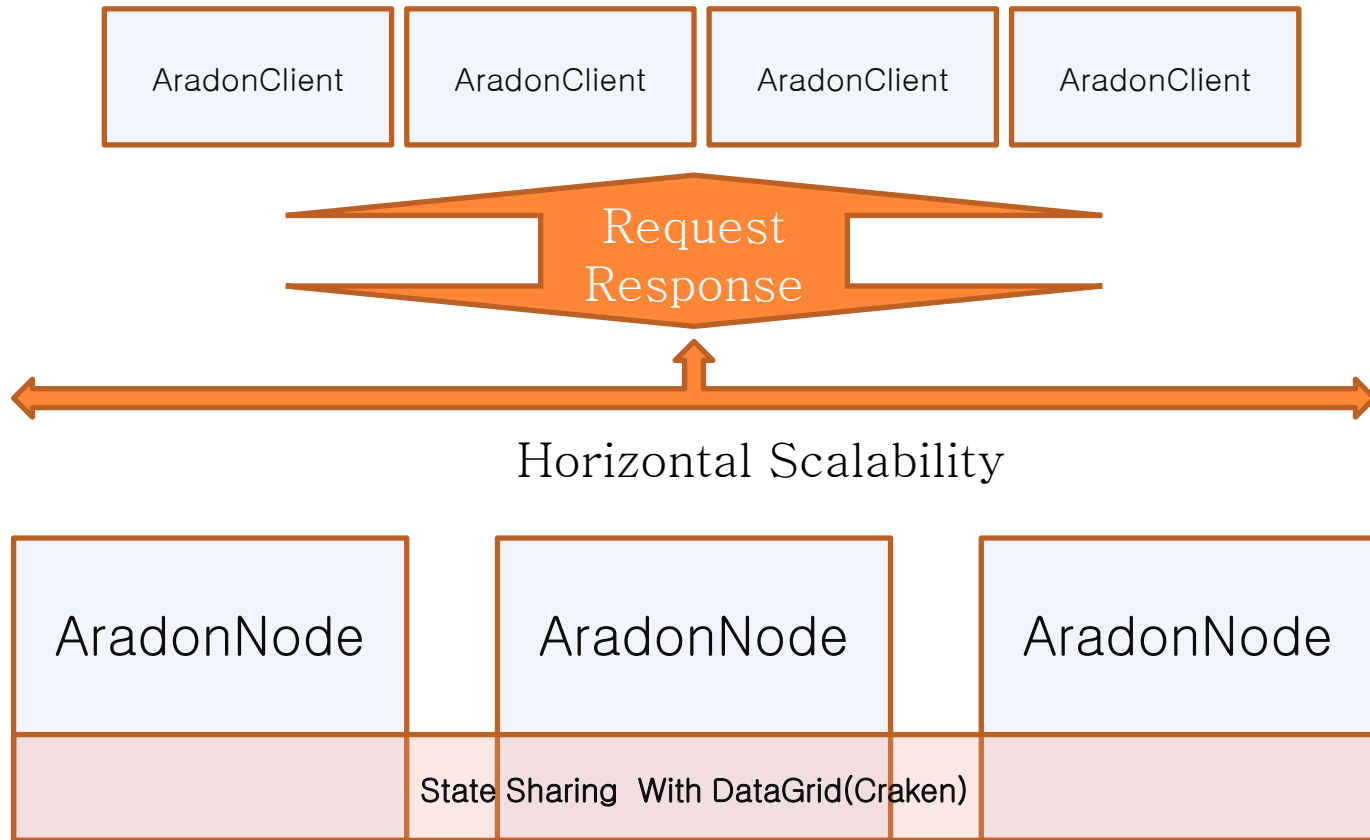 AradonClient AradonClient AradonClient AradonClient
Request
Response
Horizontal Scalability
AradonNode AradonNode AradonNode
State Sharing With DataGrid(Craken)